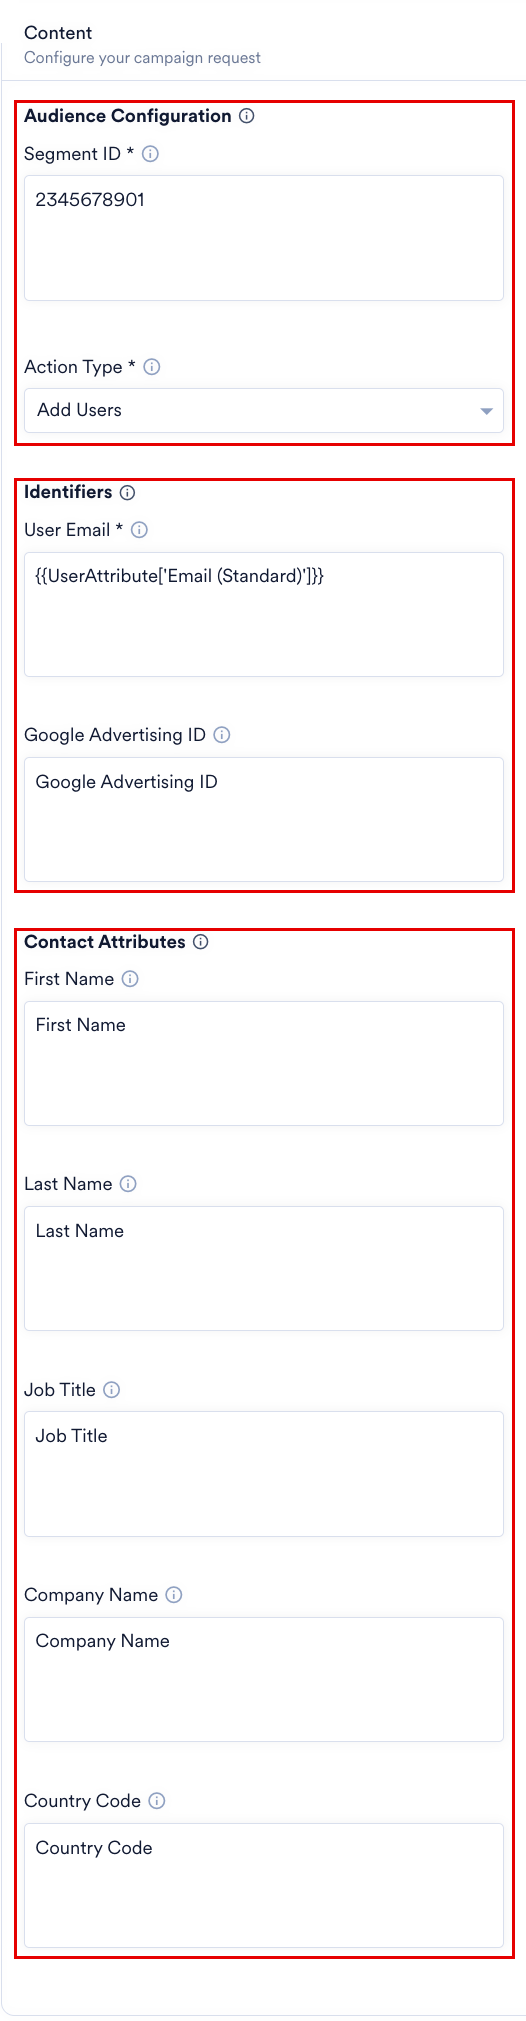 Content
Configure your campaign request
Audience Configuration
Segment ID *
2345678901
Action Type *
Add Users
Identifiers
User Email *
{{UserAttribute['Email (Standard)']}}
Google Advertising ID
Google Advertising ID
Contact Attributes
First Name
First Name
Last Name
Last Name
Job Title
Job Title
Company Name
Company Name
Country Code
Country Code